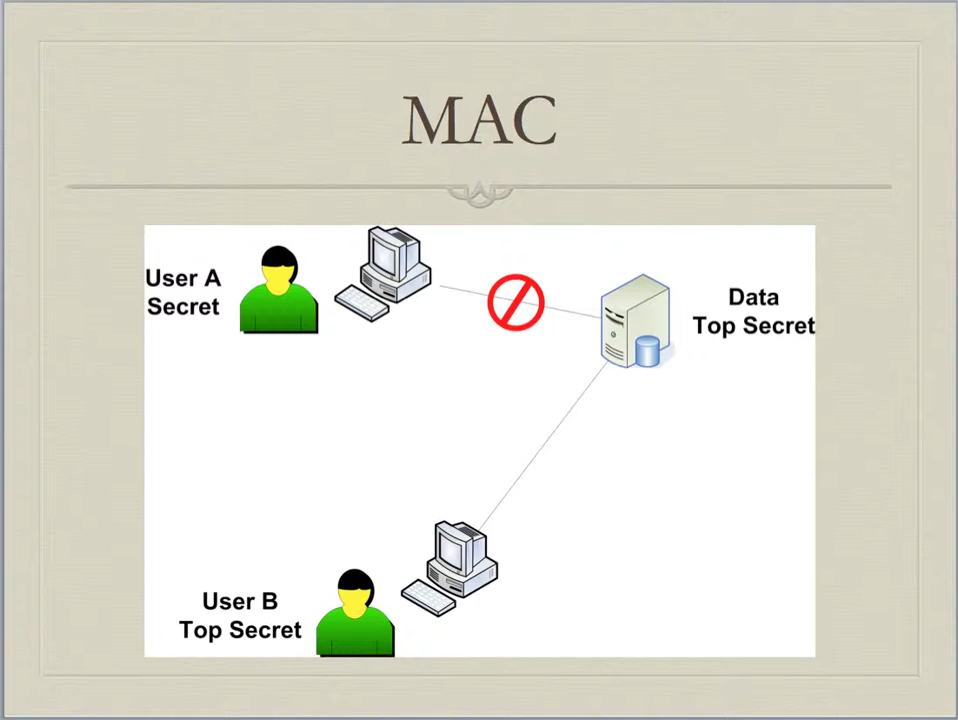 MAC
User A
Secret
Data
Top Secret
User B
Top Secret